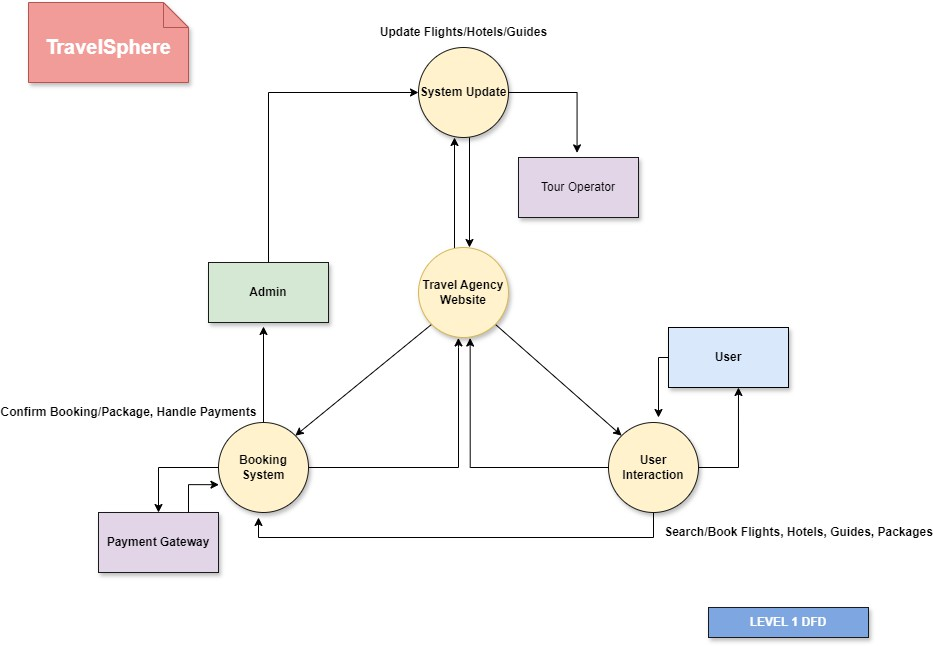 TravelSphere
Update Flights/Hotels/Guides
System Update
Tour Operator
Travel Agency
Website
Admin
User
Confirm Booking/Package, Handle Payments
Booking
System
User
Interaction
Payment Gateway
Search/Book Flights, Hotels, Guides, Packages
LEVEL 1 DFD